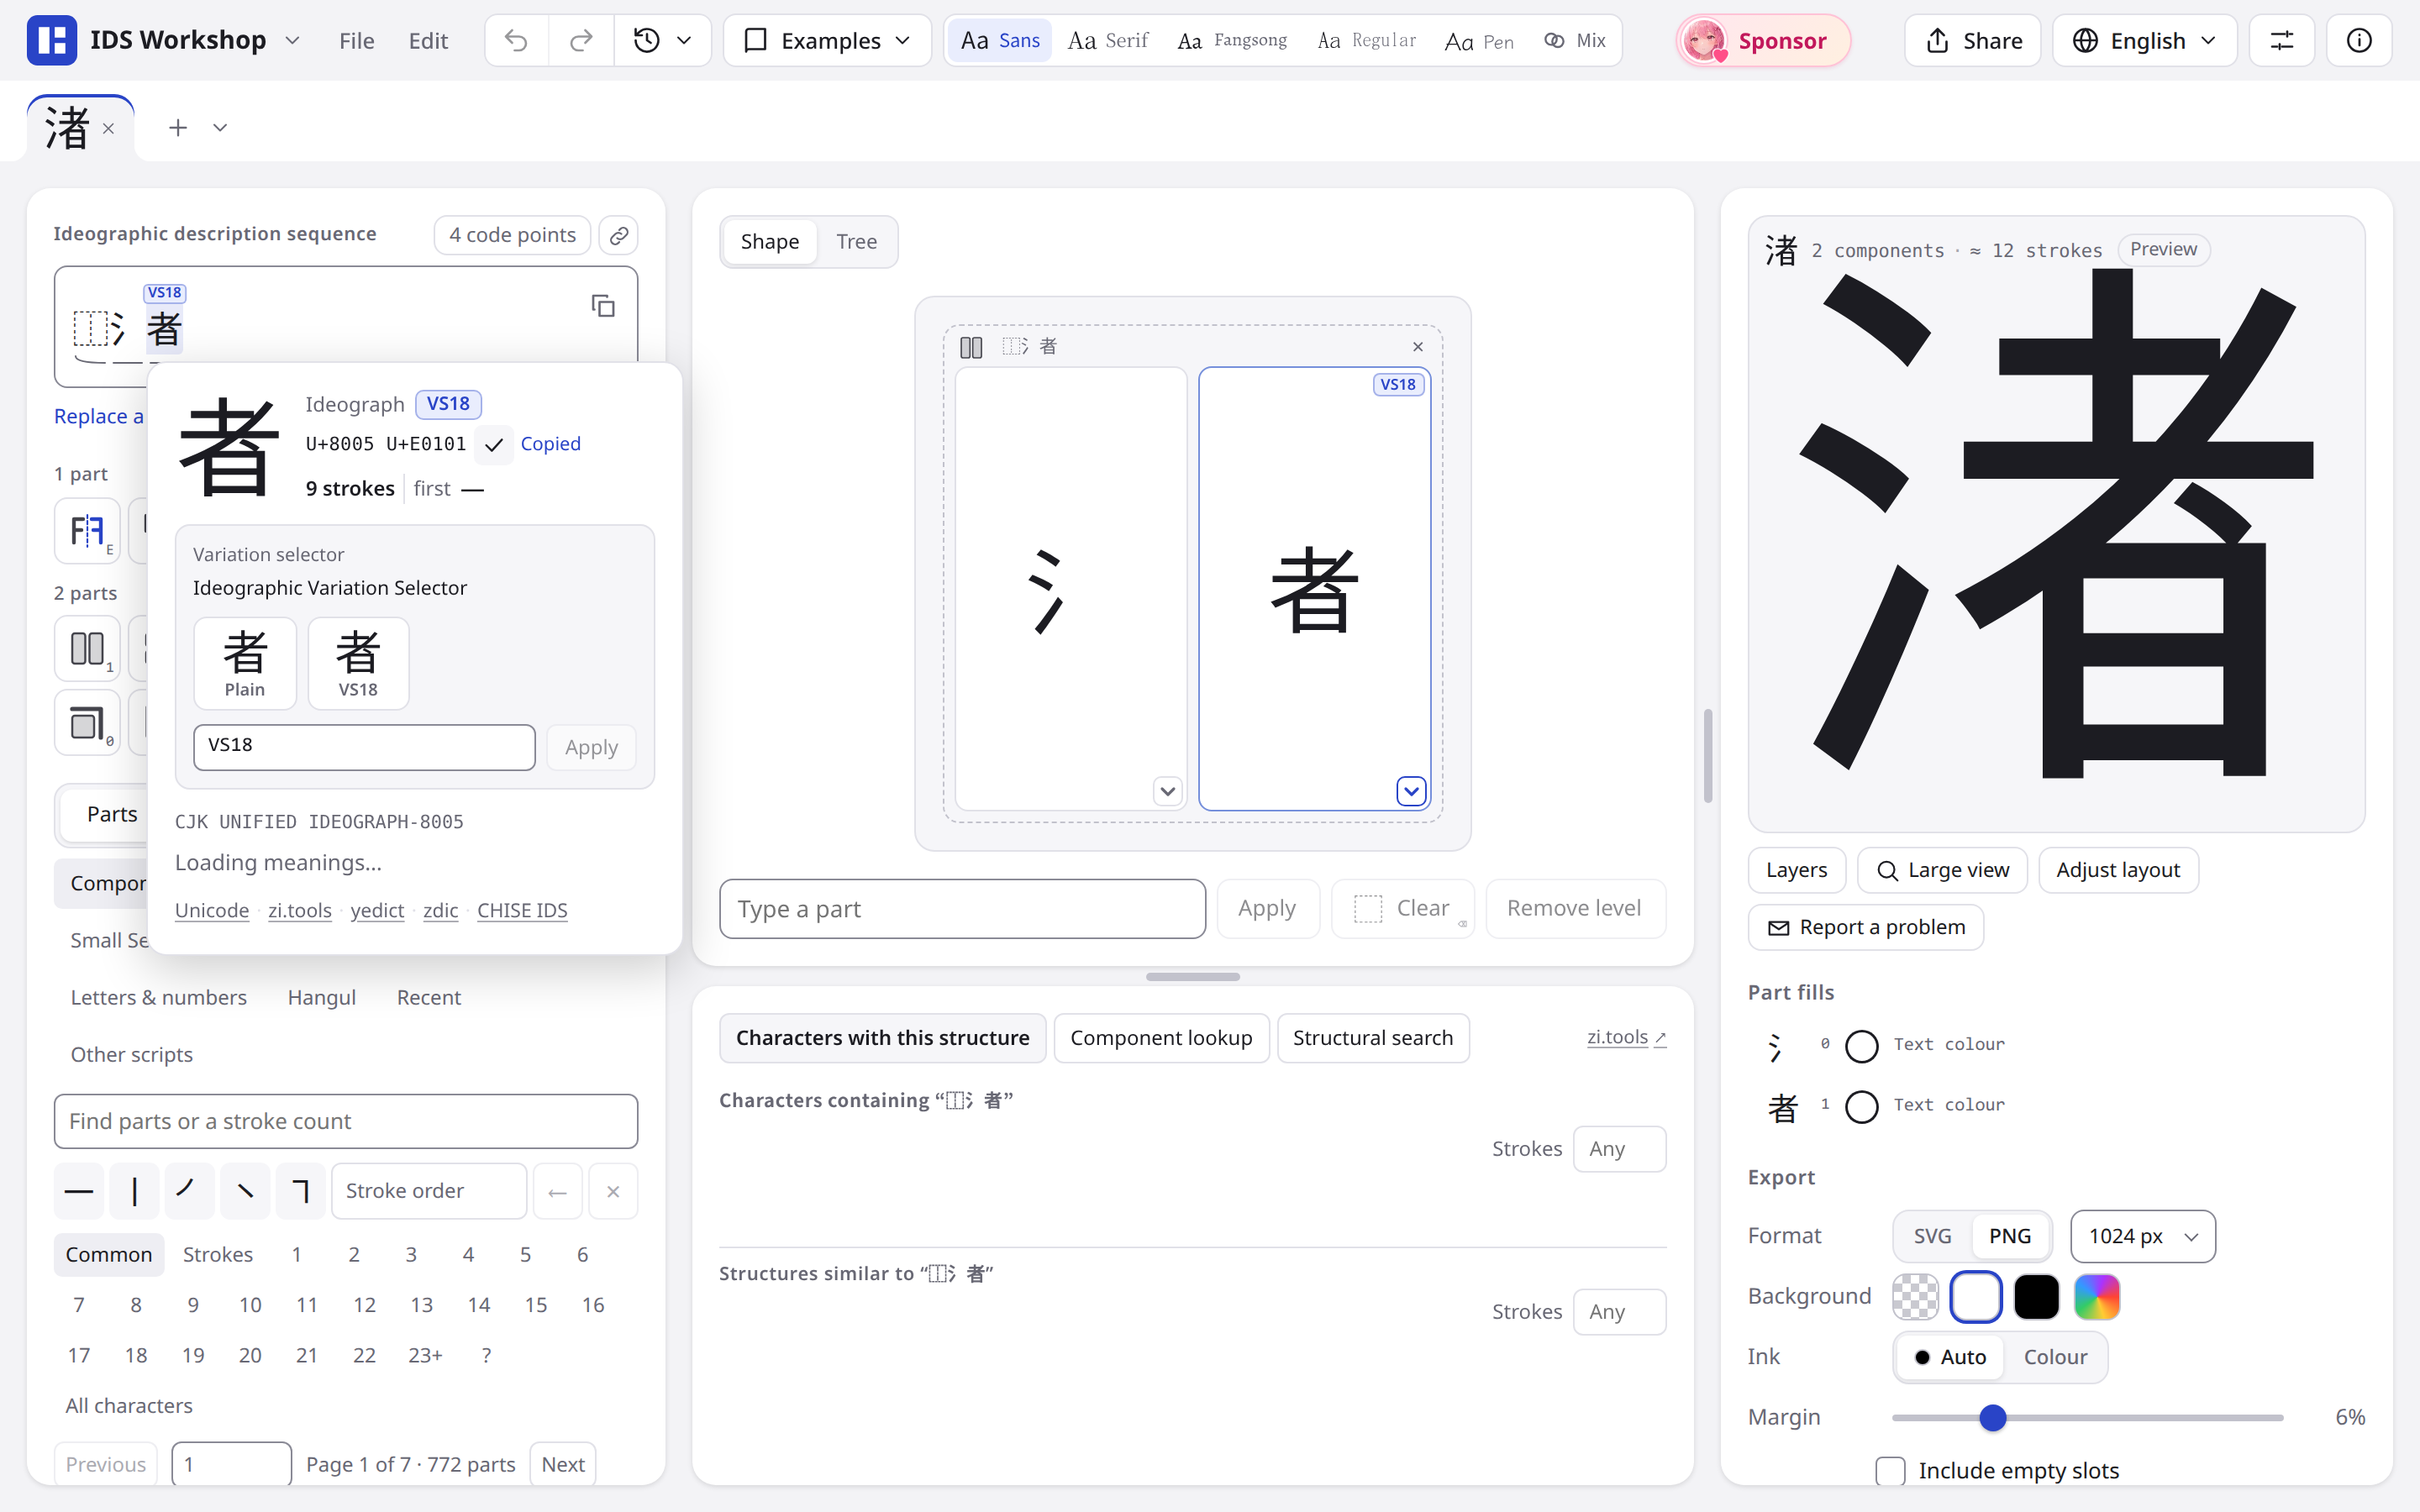 IDS Workshop File Edit Examples Aa Sans Aa Serif Aa Fangsong Aa Regular Aa Pen Mix Sponsor Share English
渚
Ideographic description sequence 4 code points
VS18
⿰氵者󠄁
Replace a
1 part
E
2 parts
1
0
Parts
Compon
Small Se
Letters & numbers Hangul Recent
Other scripts
Find parts or a stroke count
一 丨 ㇒ ㇔ ㇕ Stroke order ← ×
Common Strokes 1 2 3 4 5 6
7 8 9 10 11 12 13 14 15 16
17 18 19 20 21 22 23+ ?
All characters
Previous 1 Page 1 of 7 · 772 parts Next
者󠄁 Ideograph VS18
U+8005 U+E0101 Copied
9 strokes first 一
Variation selector
Ideographic Variation Selector
者 者󠄁
Plain VS18
VS18 Apply
CJK UNIFIED IDEOGRAPH-8005
Loading meanings...
Unicode · zi.tools · yedict · zdic · CHISE IDS
Shape Tree
⿰氵者󠄁
VS18
氵 者󠄁
Type a part Apply Clear Remove level
Characters with this structure Component lookup Structural search zi.tools ↗
Characters containing “⿰氵者󠄁”
Strokes Any
Structures similar to “⿰氵者󠄁”
Strokes Any
渚 2 components · ≈ 12 strokes Preview
渚
Layers Large view Adjust layout
Report a problem
Part fills
氵 0 Text colour
者󠄁 1 Text colour
Export
Format SVG PNG 1024 px
Background
Ink Auto Colour
Margin 6%
Include empty slots